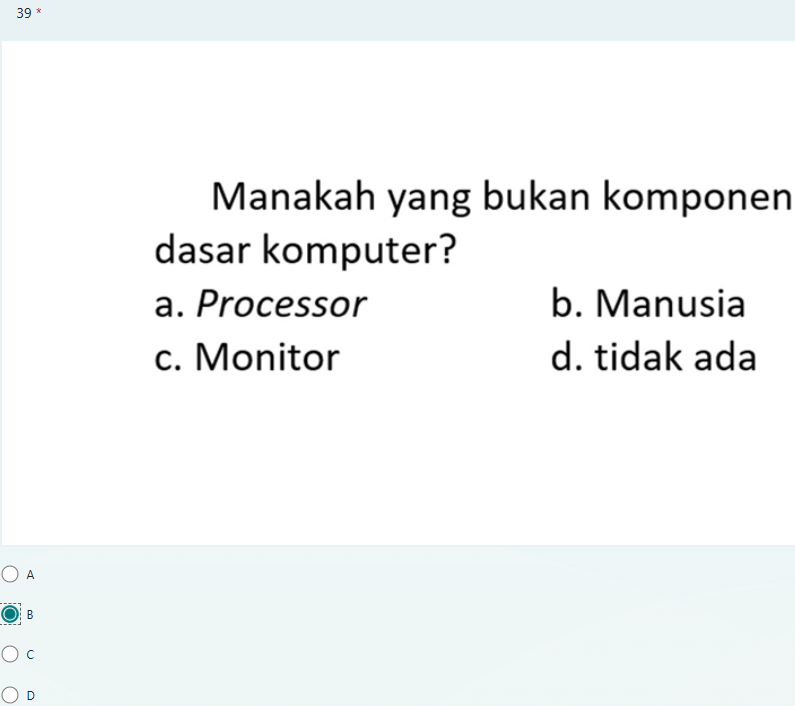 39 *
Manakah yang bukan komponen
dasar komputer?
a. Processor b. Manusia
c. Monitor d. tidak ada
A
B
C
D